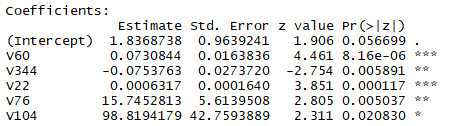 Coefficients:
Estimate Std. Error z value Pr(>|z|)
(Intercept) 1.8368738 0.9639241 1.906 0.056699 .
v60 0.0730844 0.0163836 4.461 8.16e-06 ***
v344 -0.0753763 0.0273720 -2.754 0.005891 **
v22 0.0006317 0.0001640 3.851 0.000117 ***
v76 15.7452813 5.6139508 2.805 0.005037 **
v104 98.8194179 42.7593889 2.311 0.020830 *